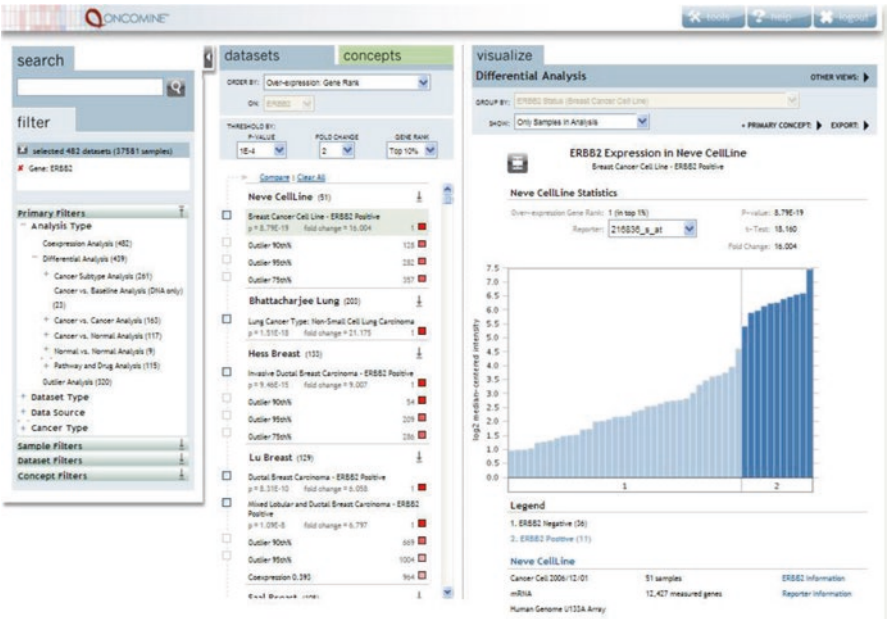 ONCOMINE™
tools
help
logout
search
filter
selected 482 datasets (37581 samples)
Gene: ERBB2
Primary Filters
Analysis Type
Coexpression Analysis (482)
Differential Analysis (439)
Cancer Subtype Analysis (261)
Cancer vs. Baseline Analysis (DNA only)
(23)
Cancer vs. Cancer Analysis (163)
Cancer vs. Normal Analysis (117)
Normal vs. Normal Analysis (9)
Pathway and Drug Analysis (115)
Outlier Analysis (320)
Dataset Type
Data Source
Cancer Type
Sample Filters
Dataset Filters
Concept Filters
datasets
concepts
ORDER BY: Over-expression: Gene Rank
ON: ERBB2
THRESHOLD BY:
P-VALUE FOLD CHANGE GENE RANK
1E-4 2 Top 10%
Compare | Clear All
Neve CellLine (51)
Breast Cancer Cell Line - ERBB2 Positive
p = 8.79E-19 fold change = 16.004 1
Outlier 90th% 128
Outlier 95th% 282
Outlier 75th% 357
Bhattacharjee Lung (203)
Lung Cancer Type: Non-Small Cell Lung Carcinoma
p = 1.51E-18 fold change = 21.175 1
Hess Breast (133)
Invasive Ductal Breast Carcinoma - ERBB2 Positive
p = 9.46E-15 fold change = 9.007 1
Outlier 90th% 54
Outlier 95th% 209
Outlier 75th% 286
Lu Breast (129)
Ductal Breast Carcinoma - ERBB2 Positive
p = 8.31E-10 fold change = 6.058 1
Mixed Lobular and Ductal Breast Carcinoma - ERBB2
Positive
p = 1.09E-8 fold change = 6.797 1
Outlier 90th% 669
Outlier 95th% 1004
Coexpression 0.393 964
visualize
Differential Analysis
OTHER VIEWS:
GROUP BY: ERBB2 Status (Breast Cancer Cell Line)
SHOW: Only Samples in Analysis
+ PRIMARY CONCEPT: EXPORT:
ERBB2 Expression in Neve CellLine
Breast Cancer Cell Line - ERBB2 Positive
Neve CellLine Statistics
Over-expression Gene Rank: 1 (in top 1%) P-value: 8.79E-19
Reporter: 216836_s_at t-Test: 18.160
Fold Change: 16.004
log2 median-centered intensity
7.5
7.0
6.5
6.0
5.5
5.0
4.5
4.0
3.5
3.0
2.5
2.0
1.5
1.0
0.5
0.0
1 2
Legend
1. ERBB2 Negative (36)
2. ERBB2 Positive (11)
Neve CellLine
Cancer Cell 2006/12/01 51 samples ERBB2 Information
mRNA 12,427 measured genes Reporter Information
Human Genome U133A Array